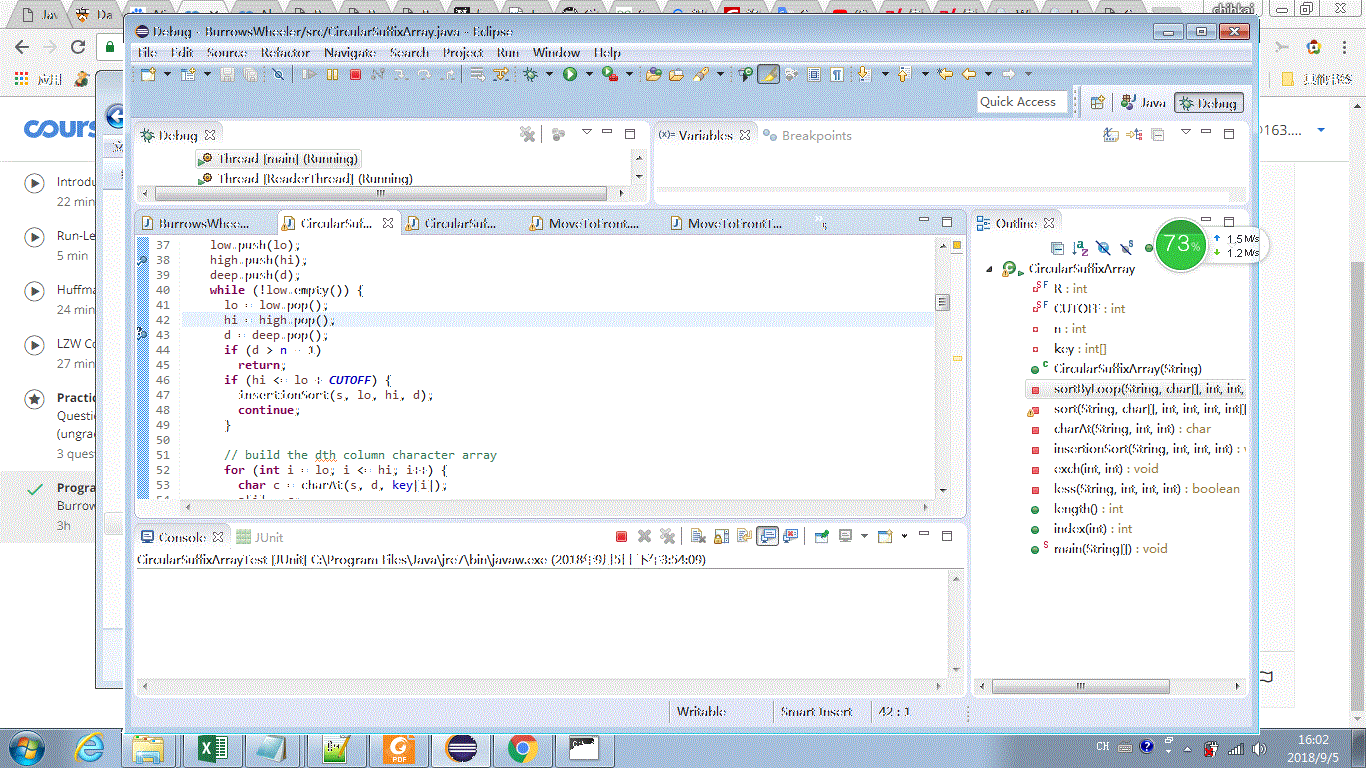 Debug - BurrowsWheeler/src/CircularSuffixArray.java - Eclipse
File Edit Source Refactor Navigate Search Project Run Window Help
Quick Access
Java
Debug
Debug
Thread [main] (Running)
Thread [ReaderThread] (Running)
Variables
Breakpoints
BurrowsWhee...
CircularSuf...
CircularSuf...
MoveToFront....
MoveToFrontT...
37 low.push(lo);
38 high.push(hi);
39 deep.push(d);
40 while (!low.empty()) {
41 lo = low.pop();
42 hi = high.pop();
43 d = deep.pop();
44 if (d > n - 1)
45 return;
46 if (hi <= lo + CUTOFF) {
47 insertionSort(s, lo, hi, d);
48 continue;
49 }
50
51 // build the dth column character array
52 for (int i = lo; i <= hi; i++) {
53 char c = charAt(s, d, key[i]);
Outline
CircularSuffixArray
R : int
CUTOFF : int
n : int
key : int[]
CircularSuffixArray(String)
sortByLoop(String, char[], int, int,
sort(String, char[], int, int, int, int[]
charAt(String, int, int) : char
insertionSort(String, int, int, int) :
exch(int, int) : void
less(String, int, int, int) : boolean
length() : int
index(int) : int
main(String[]) : void
73%
1.5M/s
1.2M/s
Console
JUnit
CircularSuffixArrayTest [JUnit] C:\Program Files\Java\jre7\bin\javaw.exe (2018年9月5日 下午3:54:09)
Writable
Smart Insert
42 : 1
cours
Introdu
22 min
Run-Le
5 min
Huffma
24 min
LZW Co
27 min
Practic
Questio
(ungrad
3 quest
Progra
Burrow
3h
163....
CH
16:02
2018/9/5